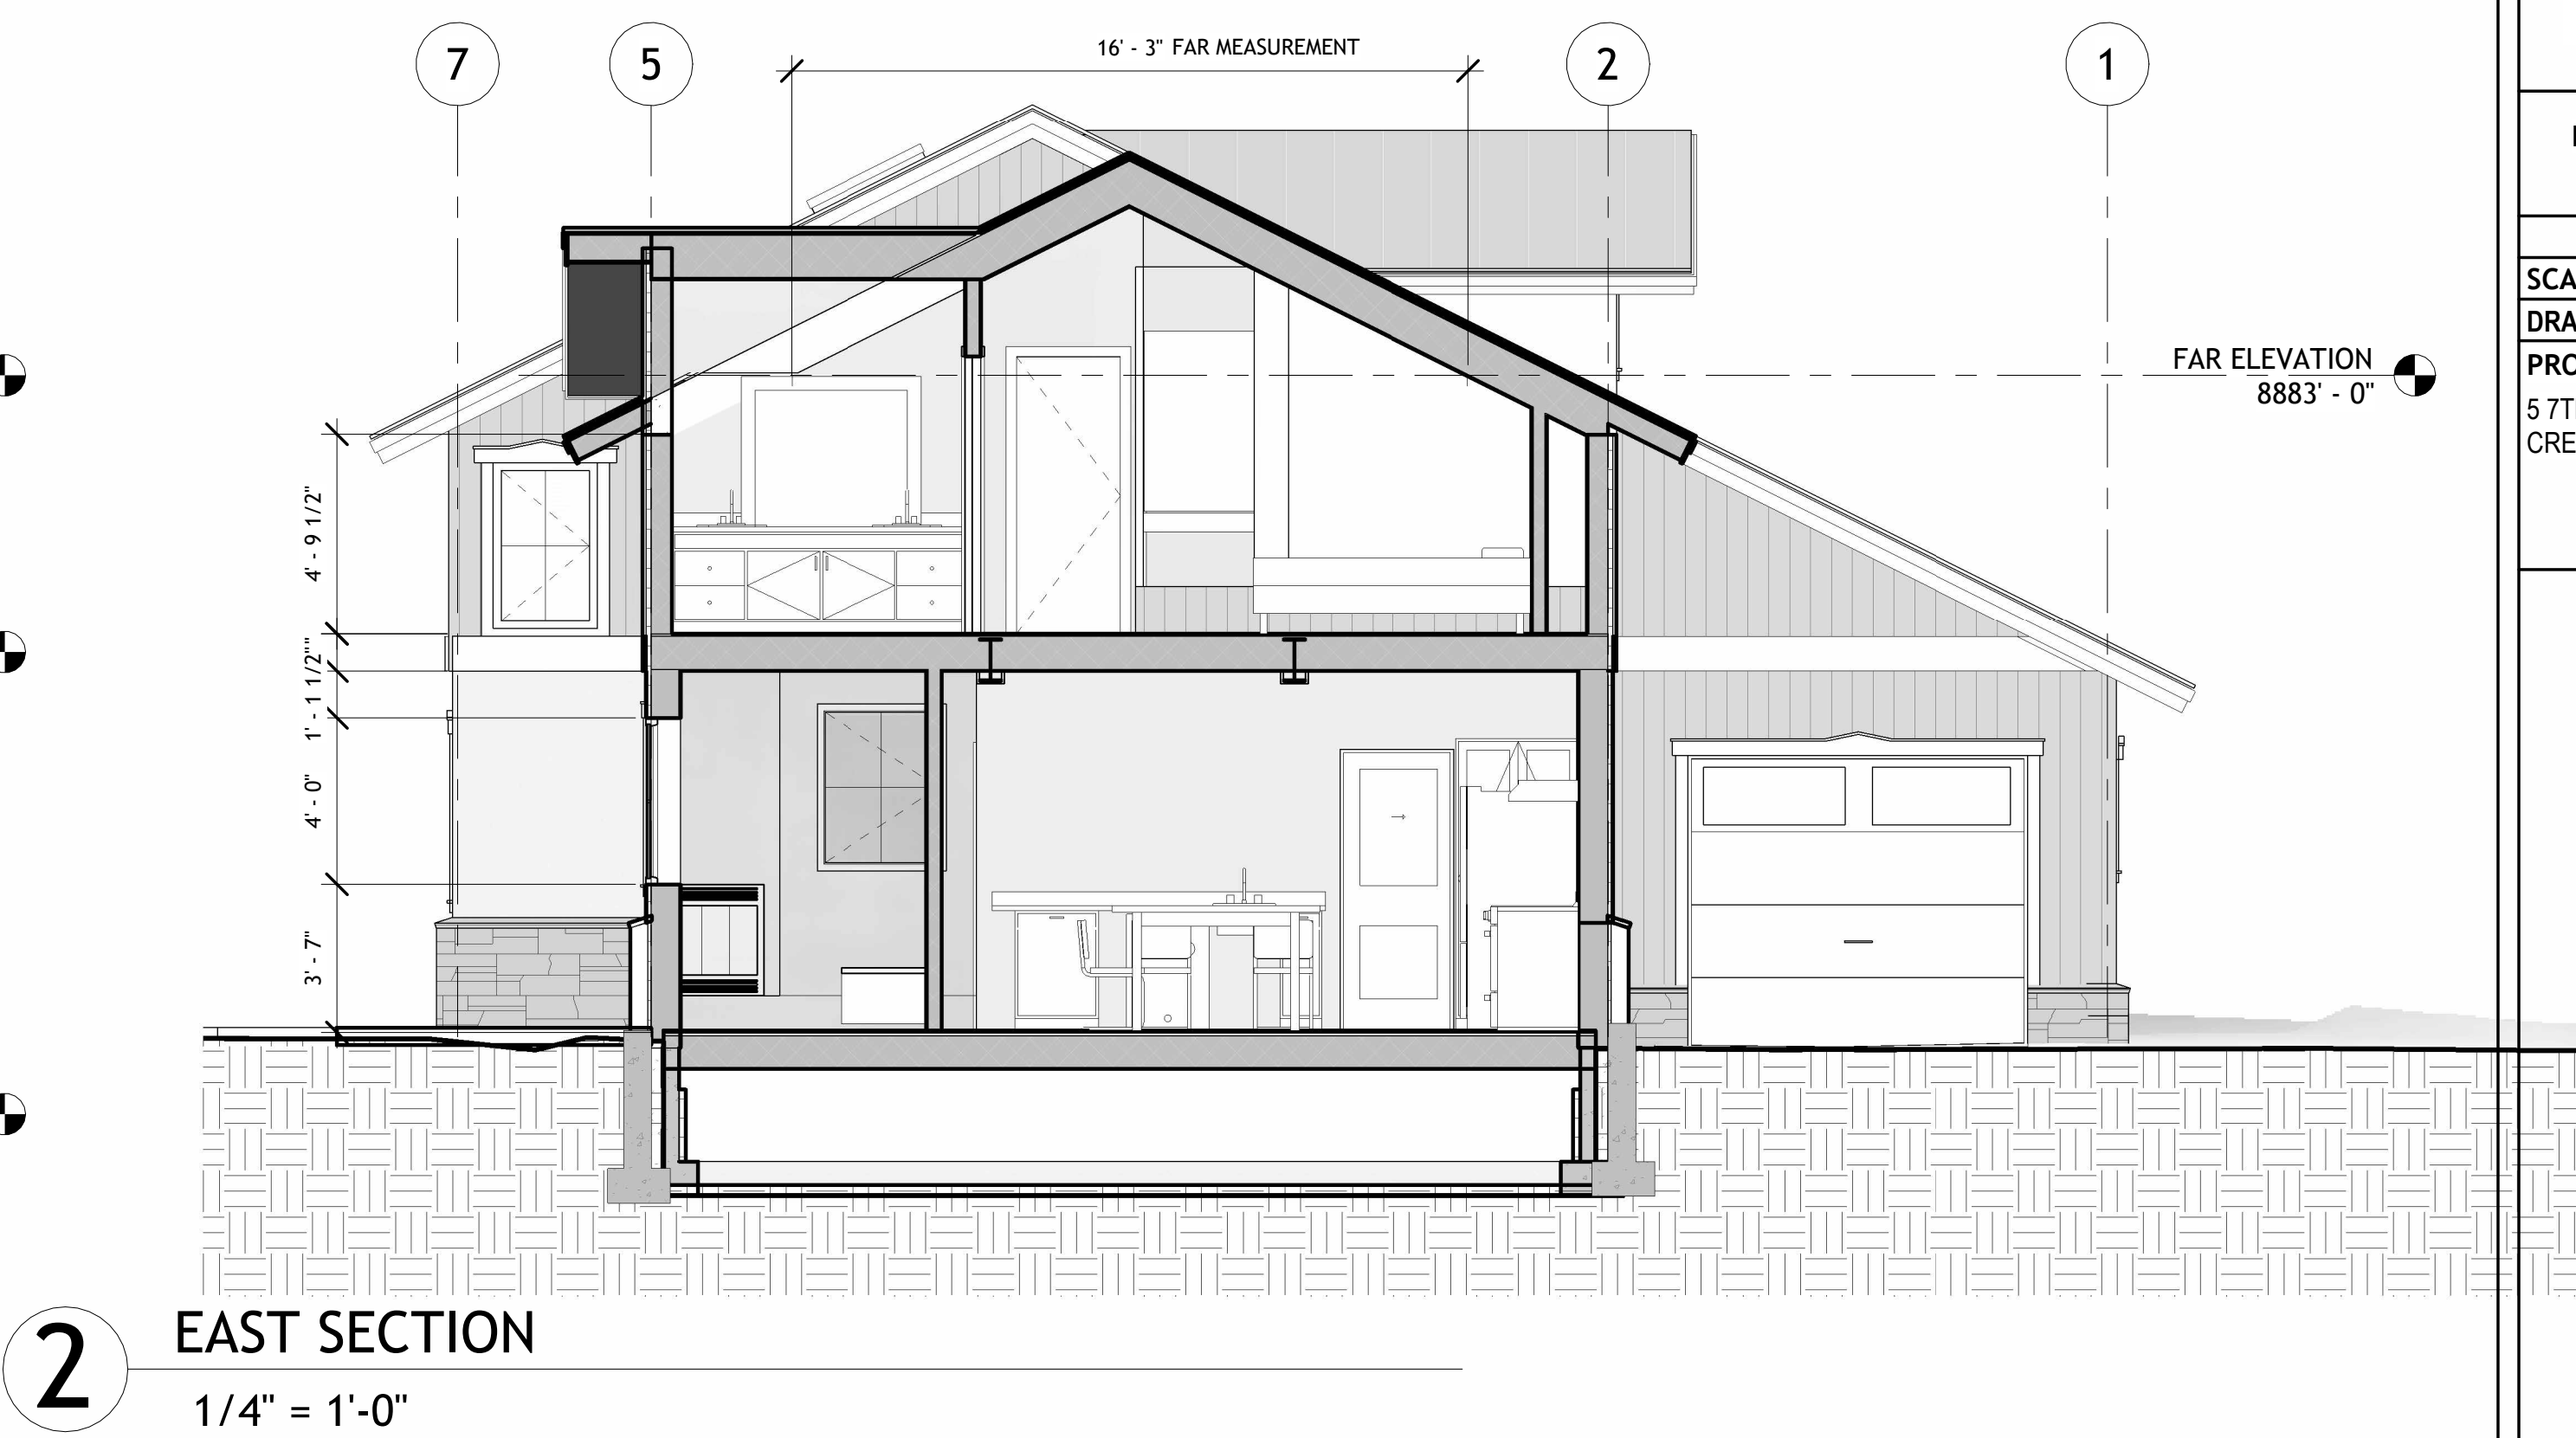 7
5
16' - 3" FAR MEASUREMENT
2
1
FAR ELEVATION
8883' - 0"
SCA
DRA
PRO
5 7T
CRE
4' - 9 1/2"
1' - 1 1/2"
4' - 0"
3' - 7"
2
EAST SECTION
1/4" = 1'-0"